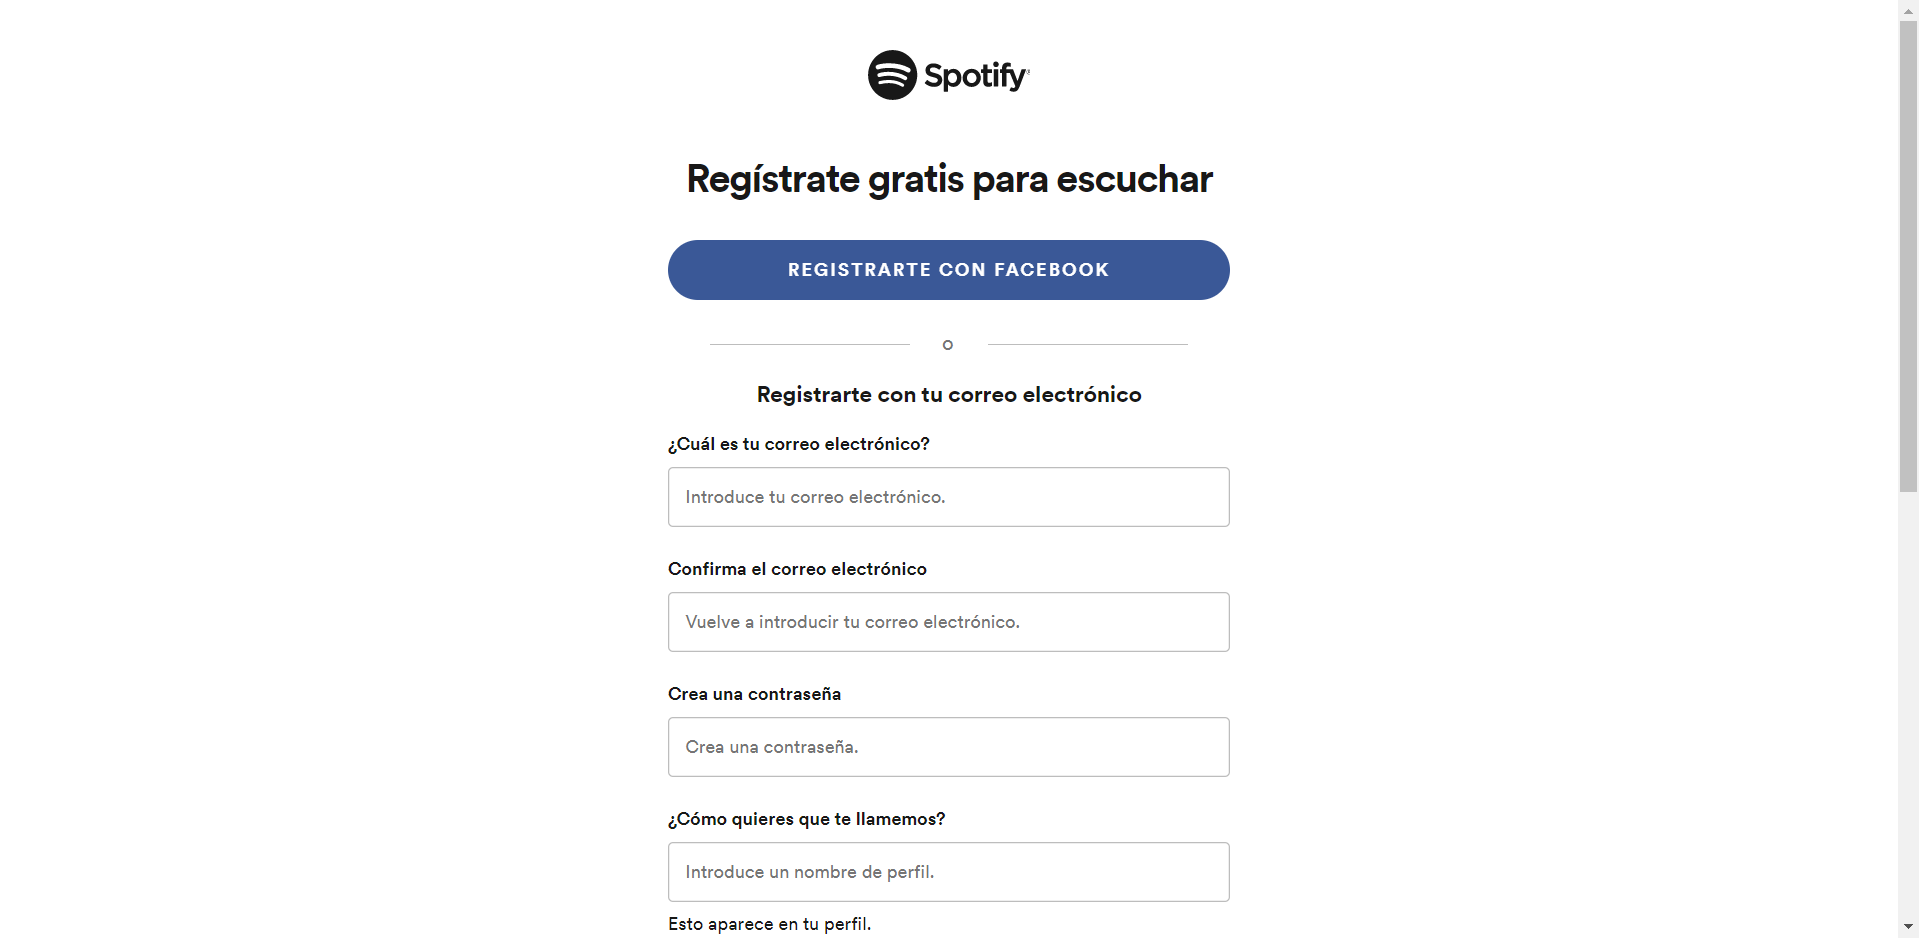 Spotify
Regístrate gratis para escuchar
REGISTRARTE CON FACEBOOK
o
Registrarte con tu correo electrónico
¿Cuál es tu correo electrónico?
Introduce tu correo electrónico.
Confirma el correo electrónico
Vuelve a introducir tu correo electrónico.
Crea una contraseña
Crea una contraseña.
¿Cómo quieres que te llamemos?
Introduce un nombre de perfil.
Esto aparece en tu perfil.